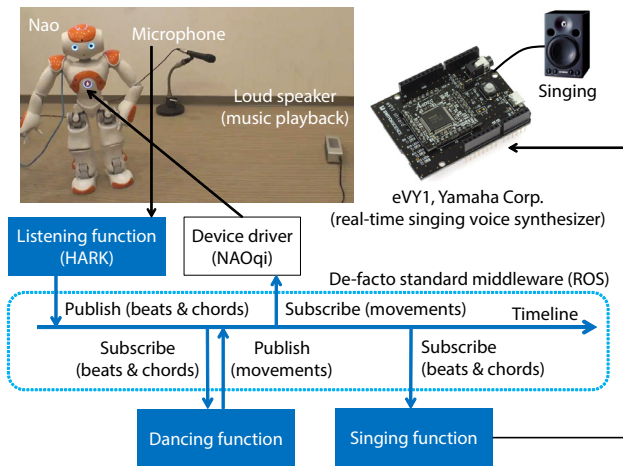 Nao
Microphone
Loud speaker
(music playback)
Singing
eVY1, Yamaha Corp.
(real-time singing voice synthesizer)
Listening function
(HARK)
Device driver
(NAOqi)
De-facto standard middleware (ROS)
Publish (beats & chords)
Subscribe (movements)
Timeline
Subscribe
(beats & chords)
Publish
(movements)
Subscribe
(beats & chords)
Dancing function
Singing function